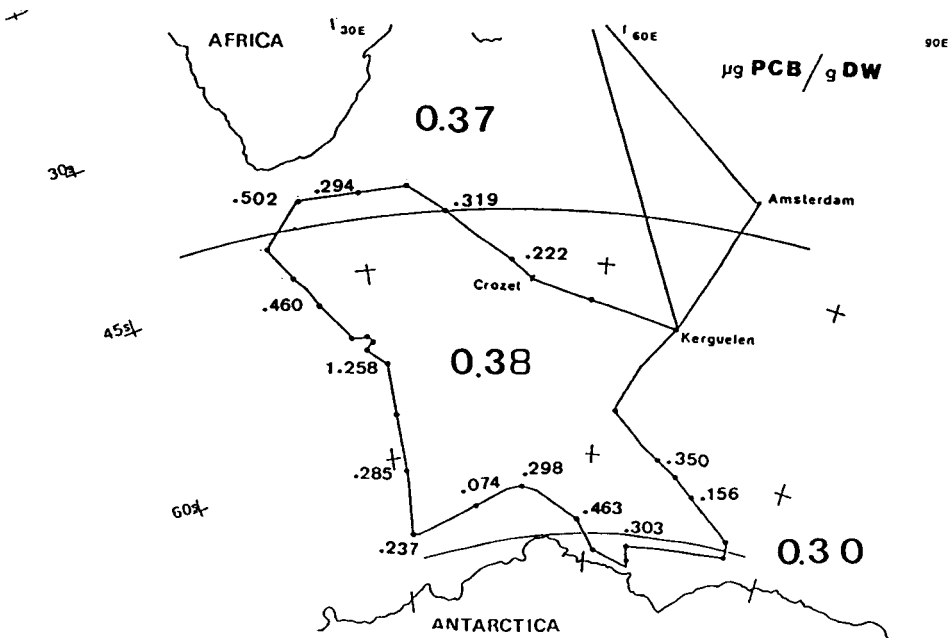 AFRICA
30E
60E
90E
µg PCB/g DW
0.37
30s
.502
.294
.319
Amsterdam
.222
Crozet
.460
45s
Kerguelen
1.258
0.38
.285
.074
.298
.350
.156
60s
.463
.303
.237
0.30
ANTARCTICA